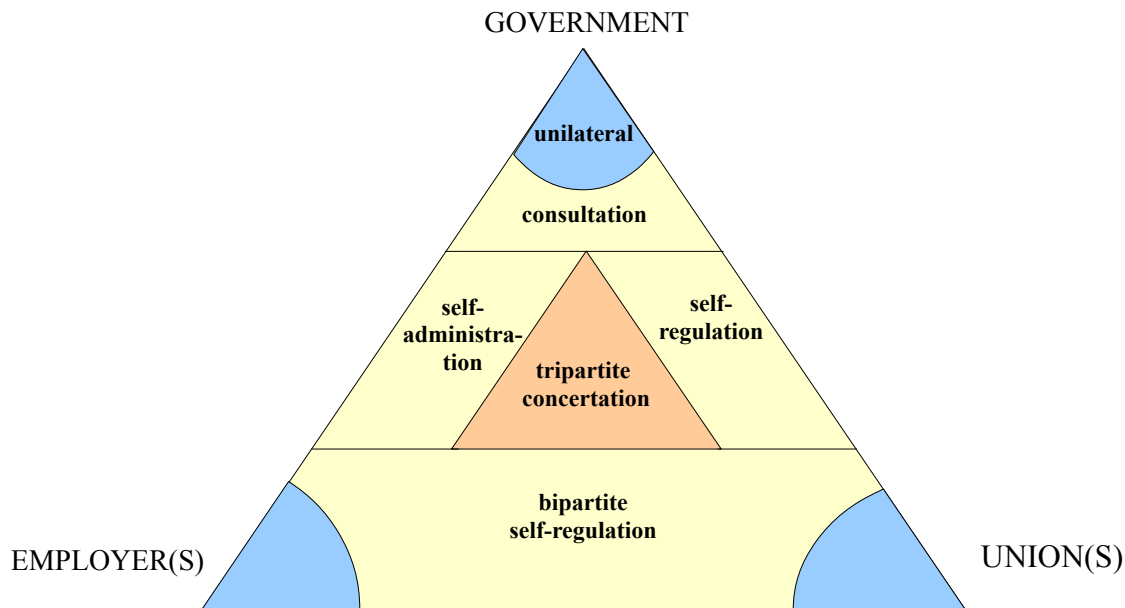 GOVERNMENT
unilateral
consultation
self-
administra-
tion
self-
regulation
tripartite
concertation
bipartite
self-regulation
EMPLOYER(S)
UNION(S)